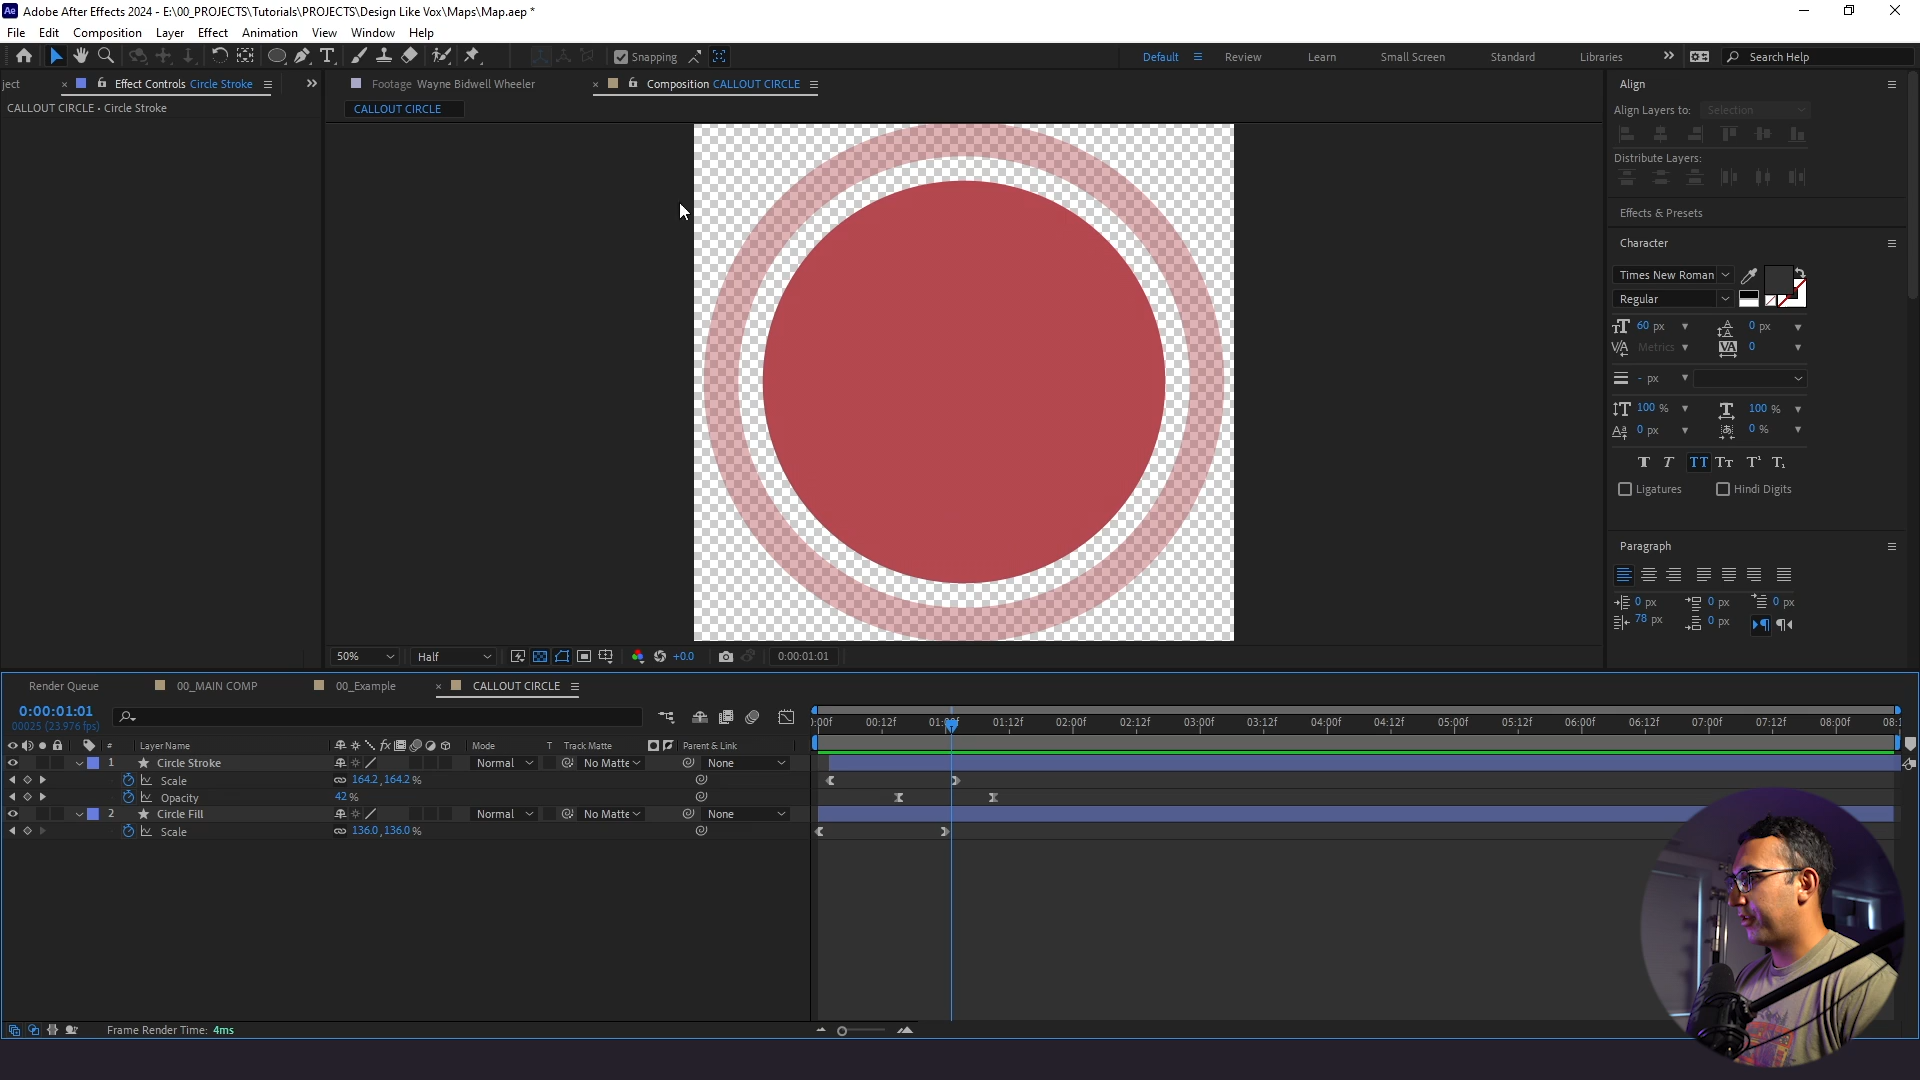 Ae Adobe After Effects 2024 - E:\00_PROJECTS\Tutorials\PROJECTS\Design Like Vox\Maps\Map.aep *
File Edit Composition Layer Effect Animation View Window Help
Snapping
Default Review Learn Small Screen Standard Libraries Search Help
ject Effect Controls Circle Stroke
CALLOUT CIRCLE • Circle Stroke
Footage Wayne Bidwell Wheeler Composition CALLOUT CIRCLE
CALLOUT CIRCLE
Align
Align Layers to: Selection
Distribute Layers:
Effects & Presets
Character
Times New Roman
Regular
60 px 0 px
Metrics 0
- px
100 % 100 %
0 px 0 %
Ligatures Hindi Digits
Paragraph
0 px 0 px 0 px
78 px 0 px
50% Half +0.0 0:00:01:01
Render Queue 00_MAIN COMP 00_Example CALLOUT CIRCLE
0:00:01:01
00025 (23.976 fps)
:00f 00:12f 01:00f 01:12f 02:00f 02:12f 03:00f 03:12f 04:00f 04:12f 05:00f 05:12f 06:00f 06:12f 07:00f 07:12f 08:00f 08:1
# Layer Name Mode T Track Matte Parent & Link
1 Circle Stroke Normal No Matte None
Scale 164.2,164.2%
Opacity 42%
2 Circle Fill Normal No Matte None
Scale 136.0,136.0%
Frame Render Time: 4ms